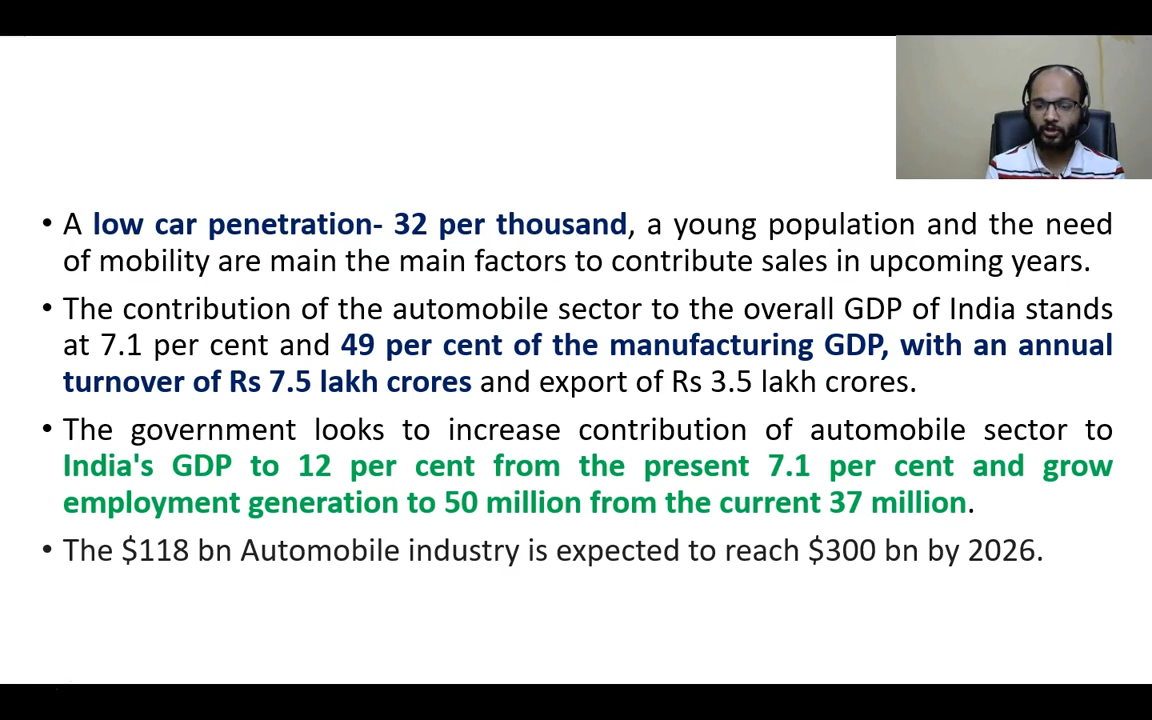 • A low car penetration- 32 per thousand, a young population and the need
of mobility are main the main factors to contribute sales in upcoming years.
• The contribution of the automobile sector to the overall GDP of India stands
at 7.1 per cent and 49 per cent of the manufacturing GDP, with an annual
turnover of Rs 7.5 lakh crores and export of Rs 3.5 lakh crores.
• The government looks to increase contribution of automobile sector to
India's GDP to 12 per cent from the present 7.1 per cent and grow
employment generation to 50 million from the current 37 million.
• The $118 bn Automobile industry is expected to reach $300 bn by 2026.